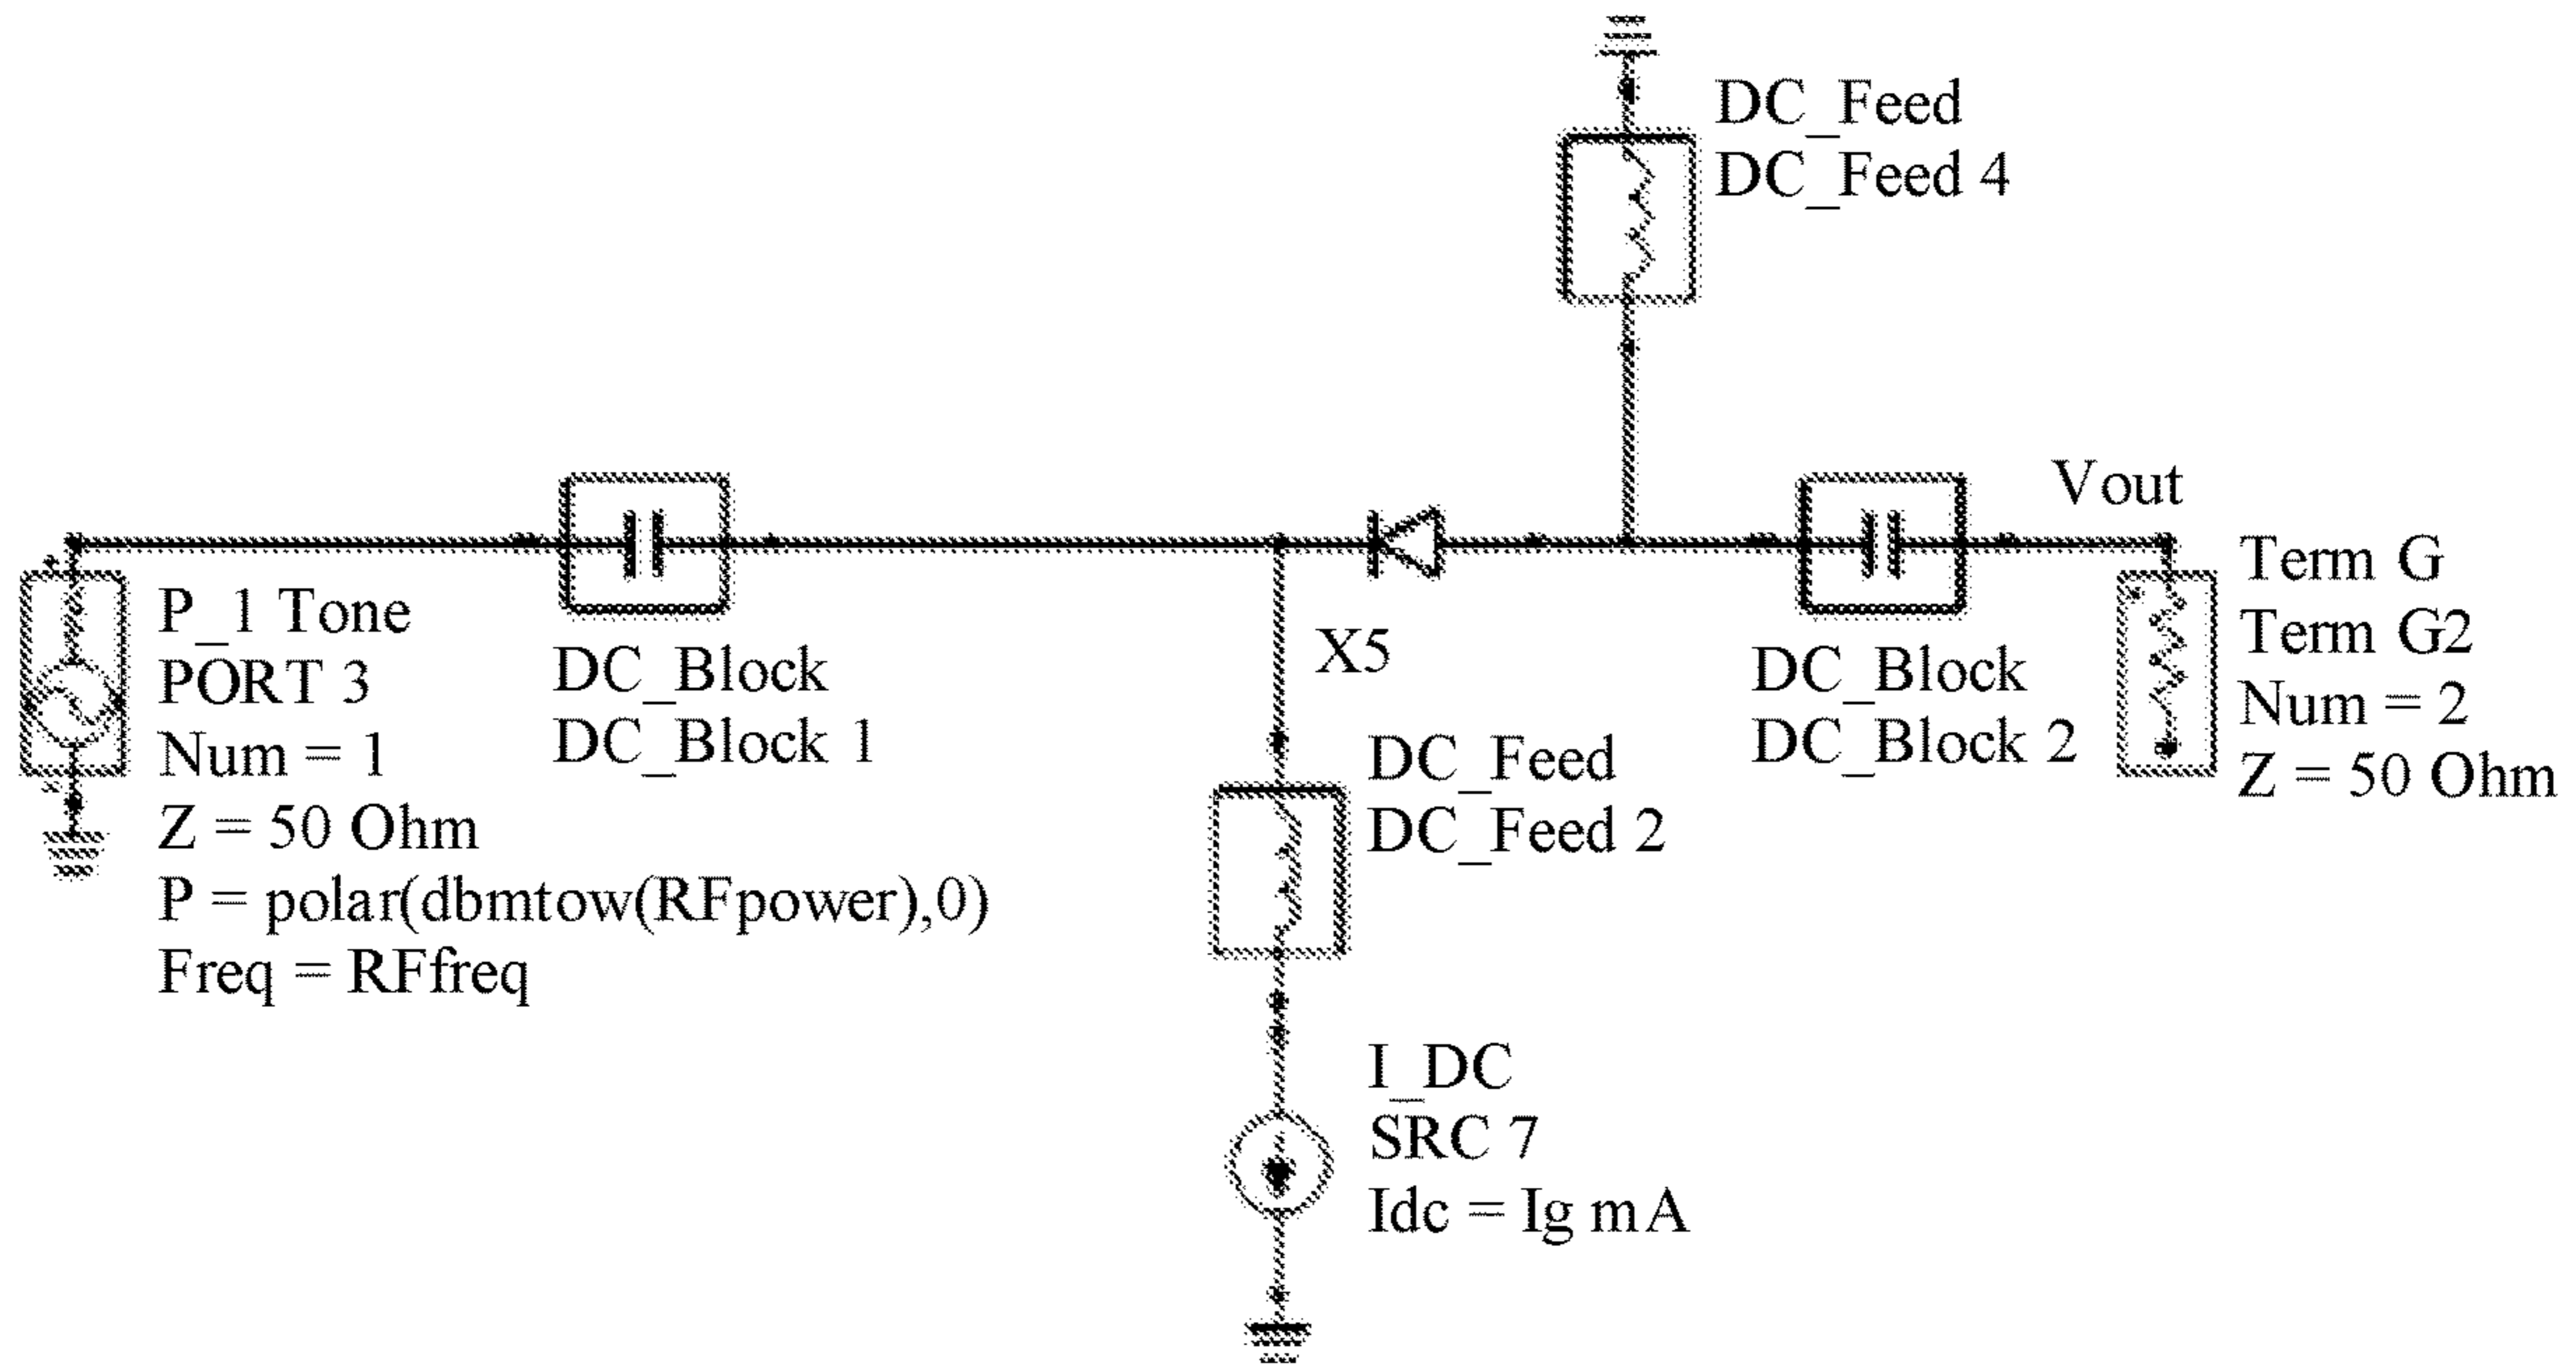 DC_Feed
DC_Feed 4
Vout
P_1 Tone
PORT 3
Num = 1
Z = 50 Ohm
P = polar(dbmtow(RFpower),0)
Freq = RFfreq
DC_Block
DC_Block 1
X5
DC_Feed
DC_Feed 2
I_DC
SRC 7
Idc = Ig mA
DC_Block
DC_Block 2
Term G
Term G2
Num = 2
Z = 50 Ohm